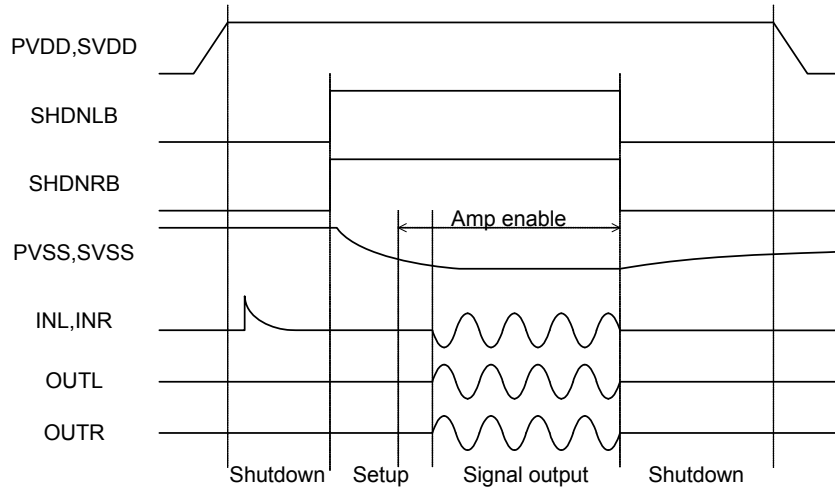 PVDD,SVDD
SHDNLB
SHDNRB
Amp enable
PVSS,SVSS
INL,INR
OUTL
OUTR
Shutdown Setup Signal output Shutdown